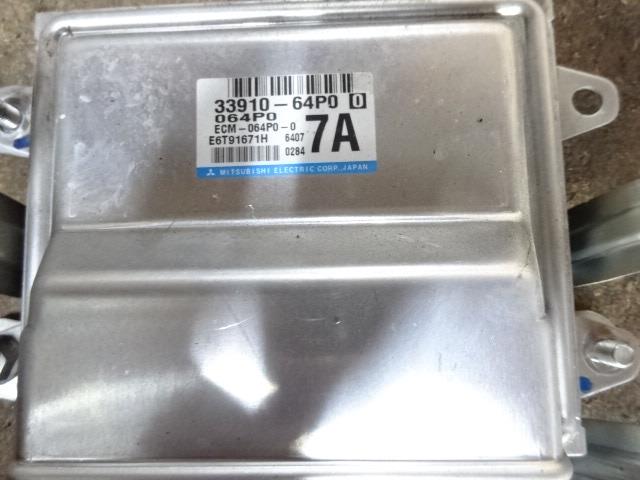 33910-64P0 0
064P0
ECM-064P0-0 7A
E6T91671H 6407
0284
MITSUBISHI ELECTRIC CORP., JAPAN